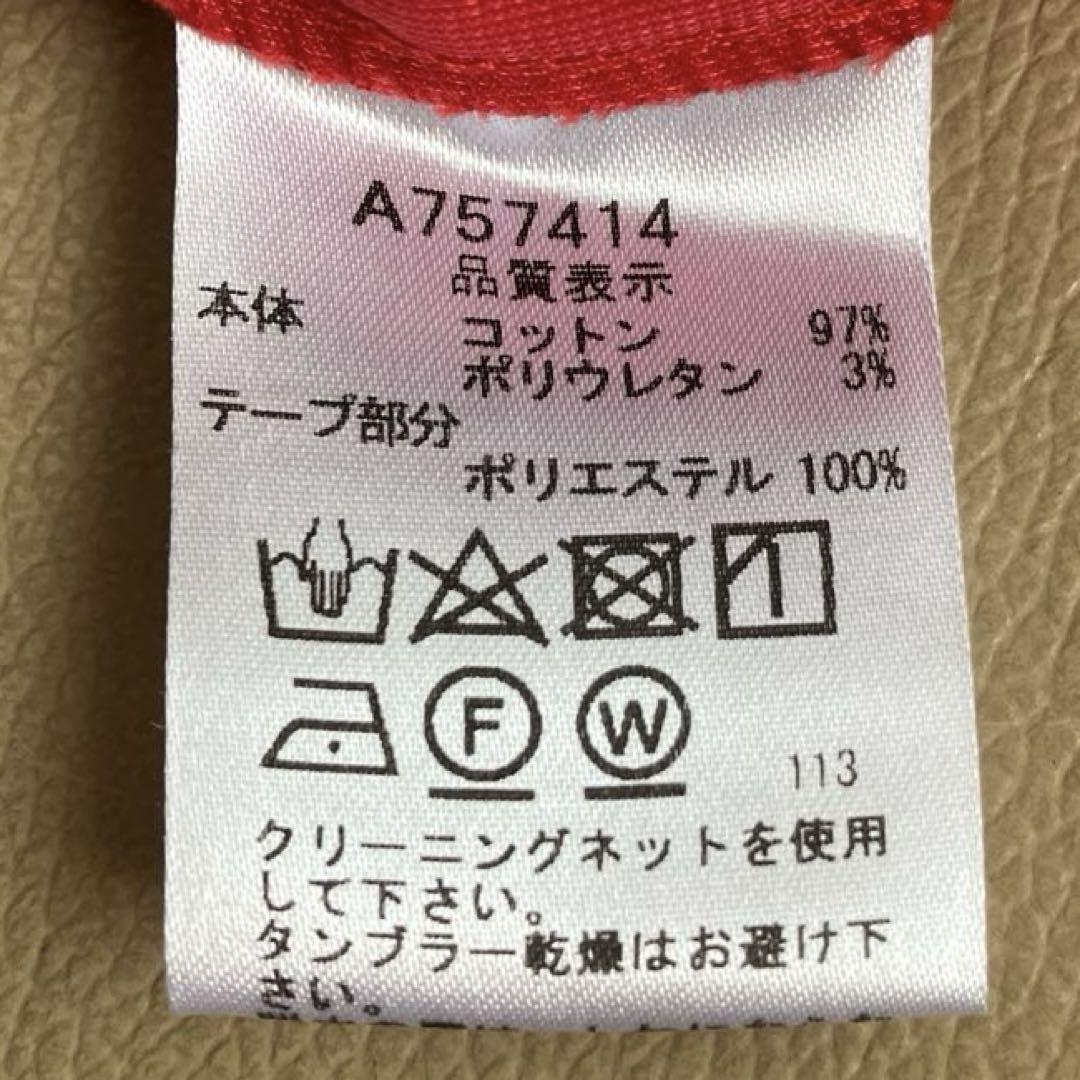 A757414
品質表示
本体 コットン 97%
ポリウレタン 3%
テープ部分
ポリエステル 100%
F W 113
クリーニングネットを使用
して下さい。
タンブラー乾燥はお避け下
さい。